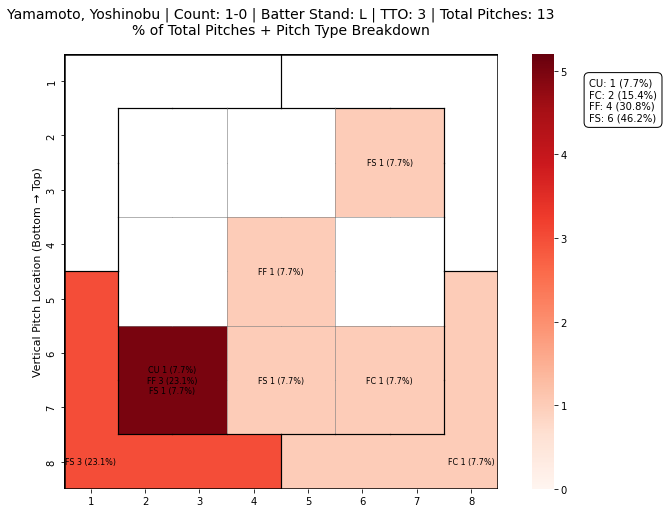 Yamamoto, Yoshinobu | Count: 1-0 | Batter Stand: L | TTO: 3 | Total Pitches: 13
% of Total Pitches + Pitch Type Breakdown
CU: 1 (7.7%)
FC: 2 (15.4%)
FF: 4 (30.8%)
FS: 6 (46.2%)
Vertical Pitch Location (Bottom → Top)
1
2
3
4
5
6
7
8
FS 1 (7.7%)
FF 1 (7.7%)
CU 1 (7.7%)
FF 3 (23.1%)
FS 1 (7.7%)
FS 1 (7.7%)
FC 1 (7.7%)
FS 3 (23.1%)
FC 1 (7.7%)
1 2 3 4 5 6 7 8
5
4
3
2
1
0